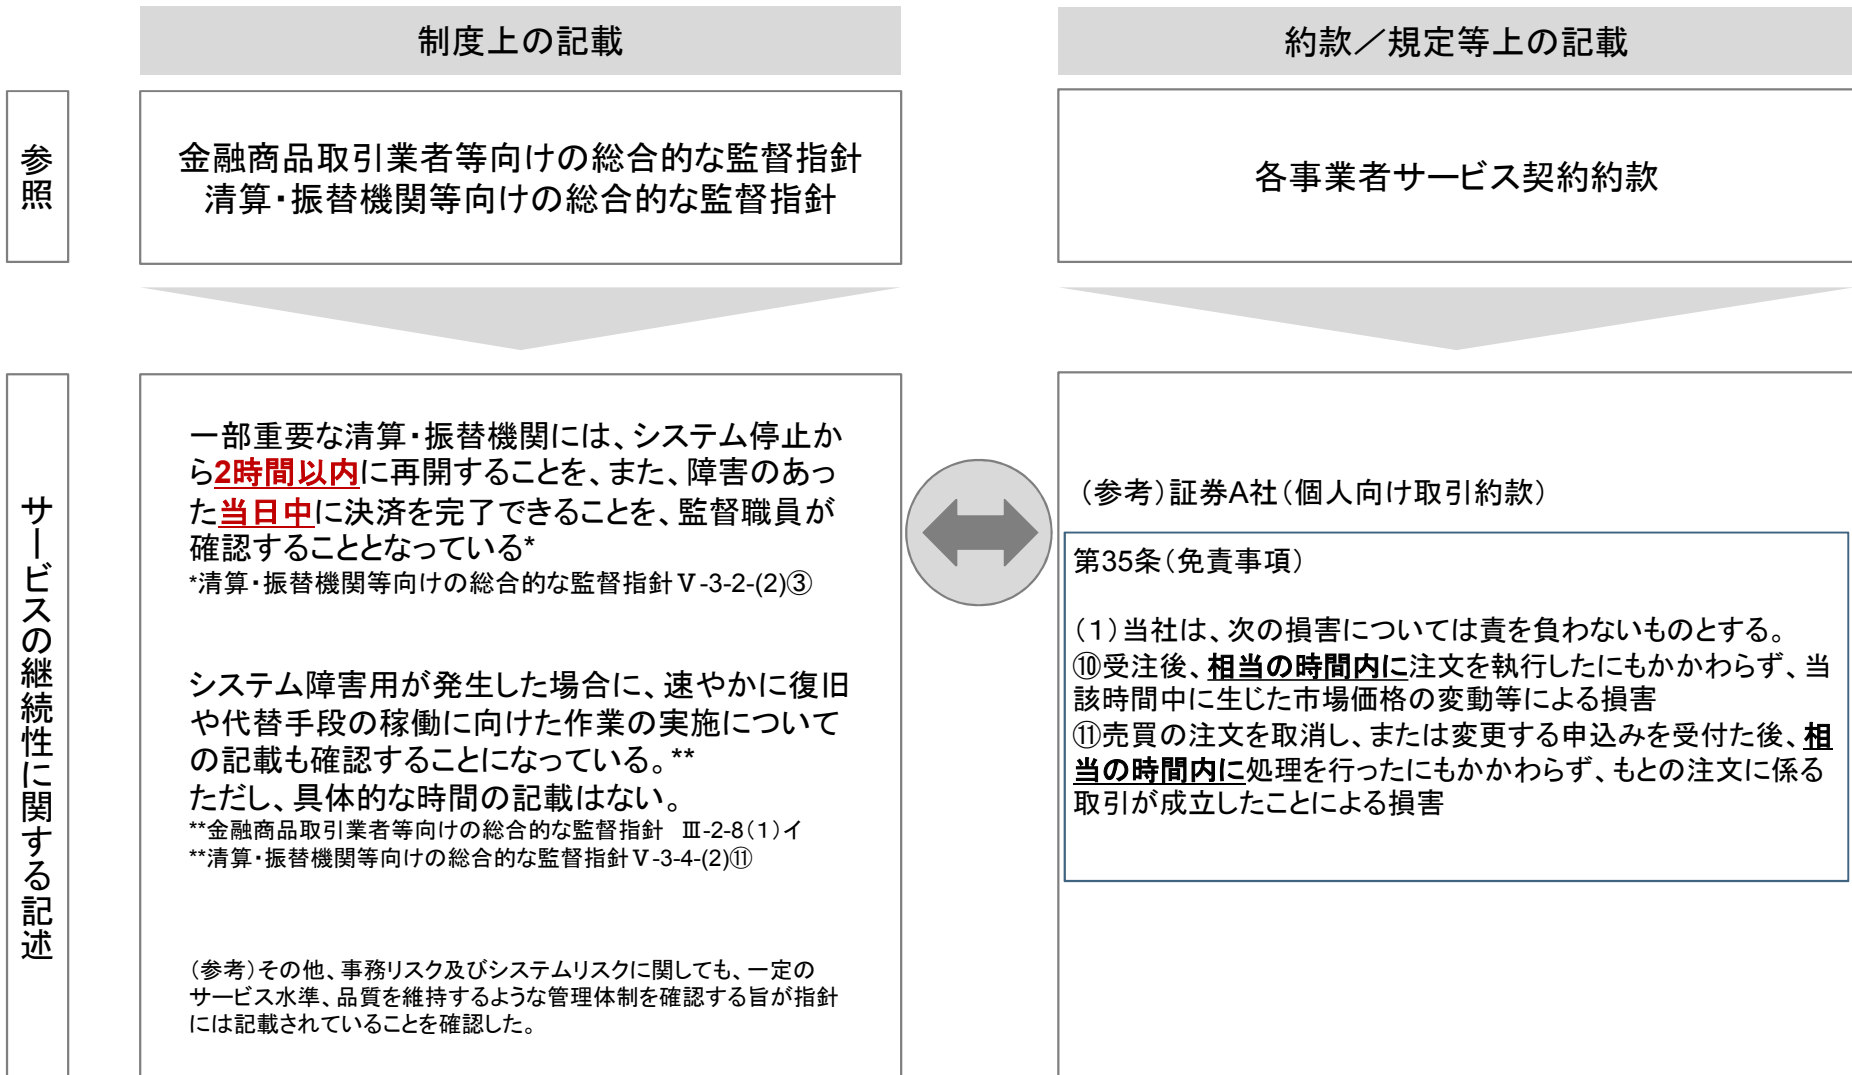 制度上の記載
約款／規定等上の記載
参照
金融商品取引業者等向けの総合的な監督指針
清算・振替機関等向けの総合的な監督指針
各事業者サービス契約約款
サービスの継続性に関する記述
一部重要な清算・振替機関には、システム停止か
ら2時間以内に再開することを、また、障害のあっ
た当日中に決済を完了できることを、監督職員が
確認することとなっている*
*清算・振替機関等向けの総合的な監督指針Ⅴ-3-2-(2)③
システム障害用が発生した場合に、速やかに復旧
や代替手段の稼働に向けた作業の実施について
の記載も確認することになっている。**
ただし、具体的な時間の記載はない。
**金融商品取引業者等向けの総合的な監督指針　Ⅲ-2-8（1）イ
**清算・振替機関等向けの総合的な監督指針Ⅴ-3-4-(2)⑪
（参考）その他、事務リスク及びシステムリスクに関しても、一定の
サービス水準、品質を維持するような管理体制を確認する旨が指針
には記載されていることを確認した。
（参考）証券A社（個人向け取引約款）
第35条（免責事項）
（１）当社は、次の損害については責を負わないものとする。
⑩受注後、相当の時間内に注文を執行したにもかかわらず、当
該時間中に生じた市場価格の変動等による損害
⑪売買の注文を取消し、または変更する申込みを受付た後、相
当の時間内に処理を行ったにもかかわらず、もとの注文に係る
取引が成立したことによる損害